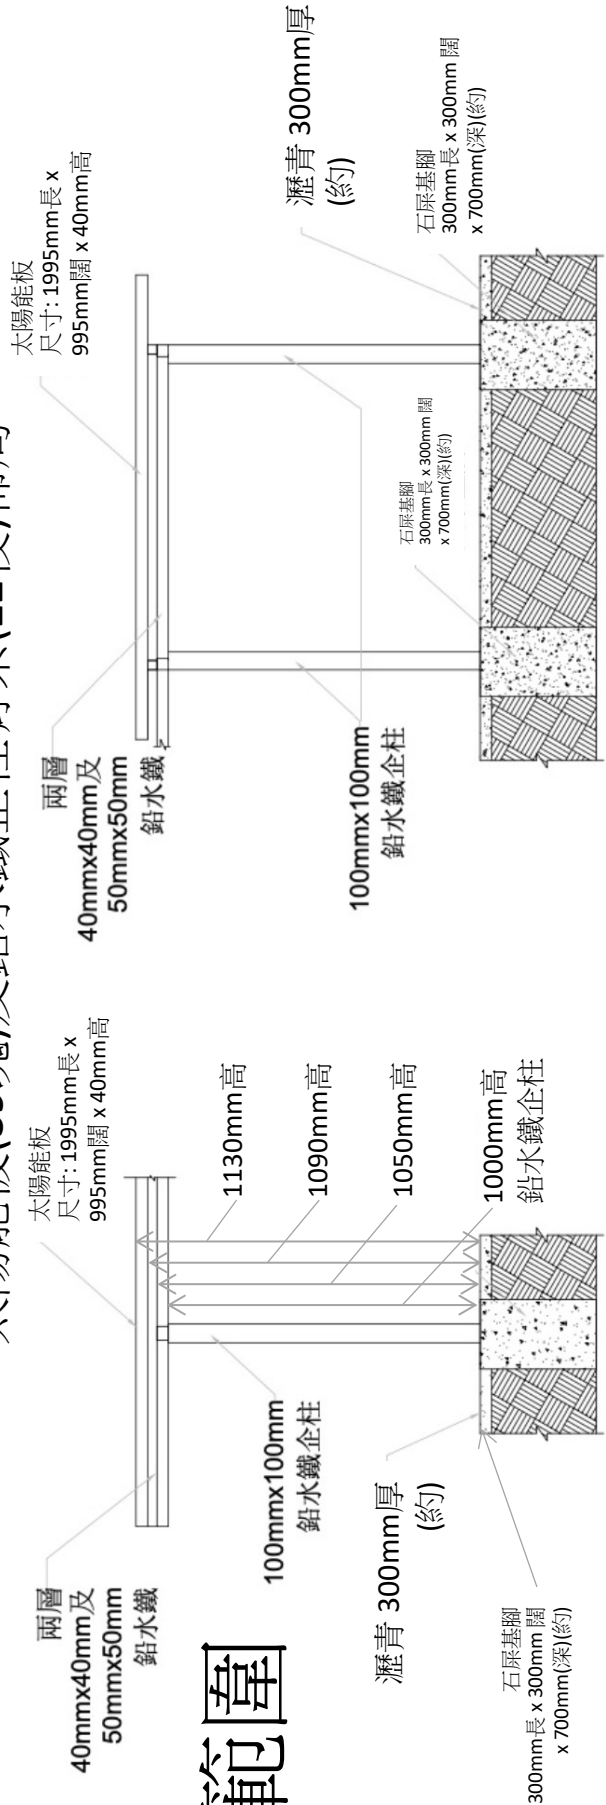 範圍
兩層
40mmx40mm及
50mmx50mm
鉛水鐵
太陽能板
尺寸: 1995mm長 x
995mm闊 x 40mm高
100mmx100mm
鉛水鐵企柱
1130mm高
1090mm高
1050mm高
1000mm高
鉛水鐵企柱
瀝青 300mm厚
(約)
石屎基腳
300mm長 x 300mm 闊
x 700mm(深)(約)
兩層
40mmx40mm及
50mmx50mm
鉛水鐵
太陽能板
尺寸: 1995mm長 x
995mm闊 x 40mm高
100mmx100mm
鉛水鐵企柱
石屎基腳
300mm長 x 300mm 闊
x 700mm(深)(約)
瀝青 300mm厚
(約)
石屎基腳
300mm長 x 300mm 闊
x 700mm(深)(約)